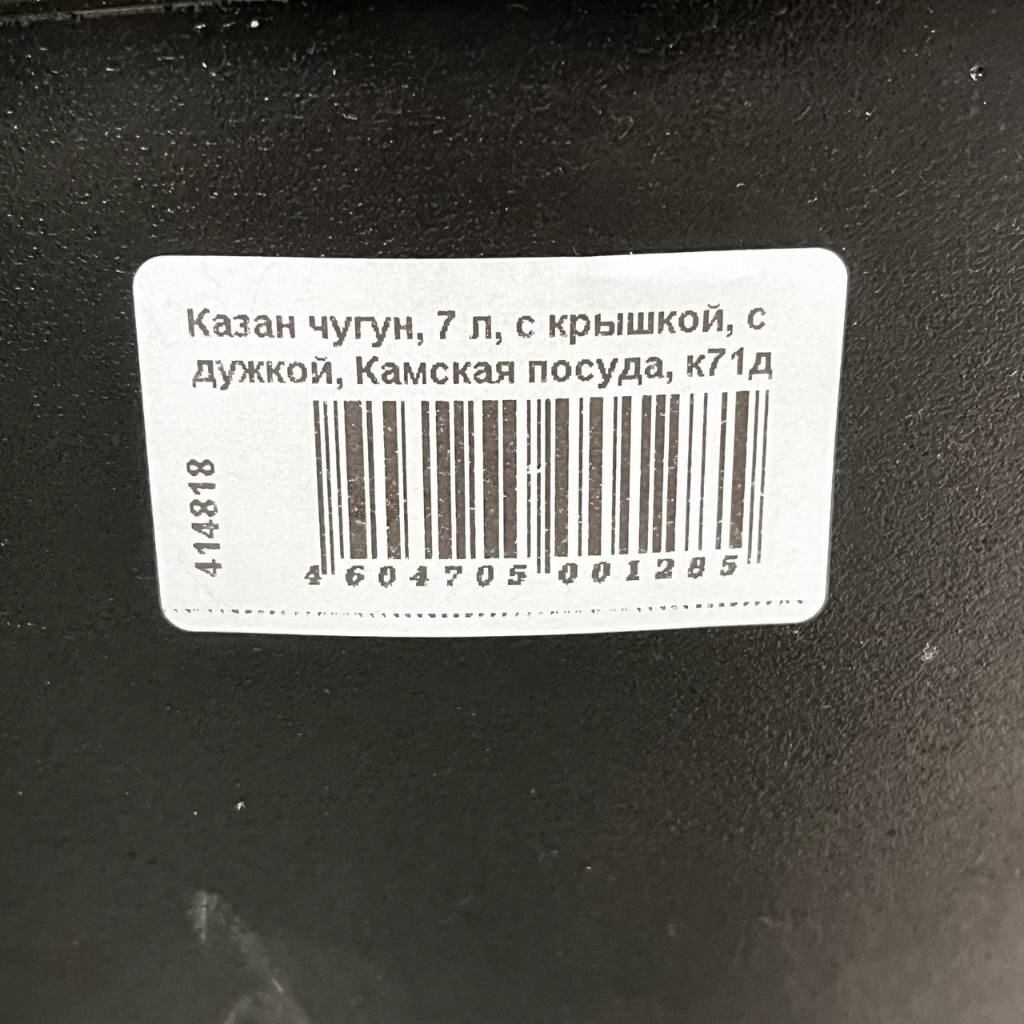 Казан чугун, 7 л, с крышкой, с
дужкой, Камская посуда, к71д
414818
4 604705 001285